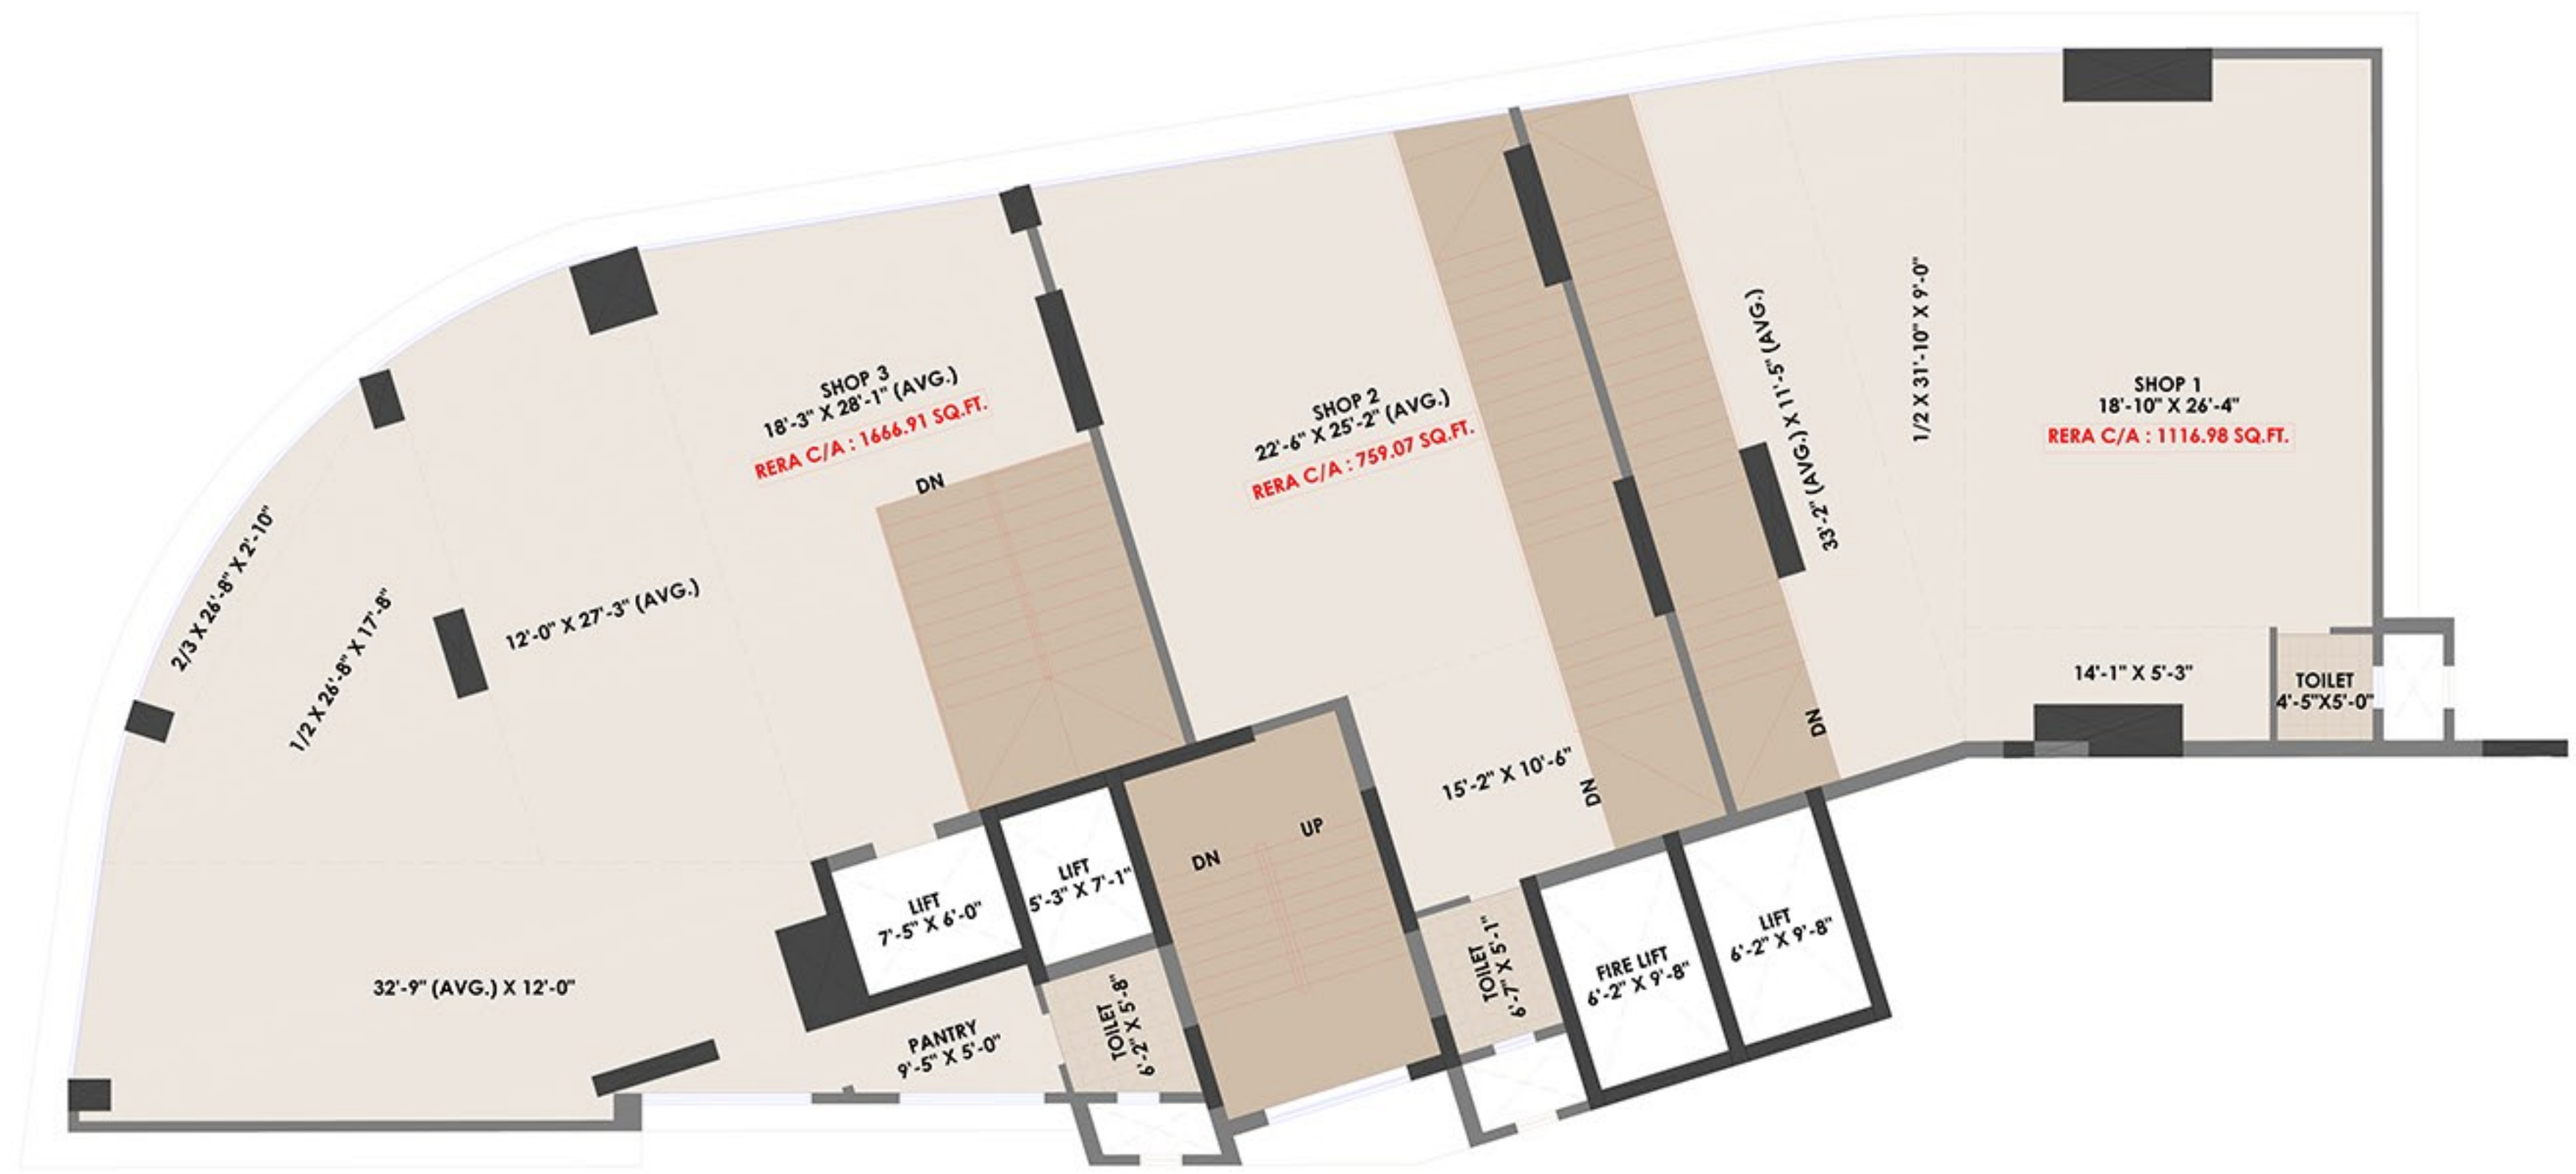 SHOP 3
18'-3" X 28'-1" (AVG.)
RERA C/A : 1666.91 SQ.FT.
DN
2/3 X 26'-8" X 2'-10"
1/2 X 26'-8" X 17'-8"
12'-0" X 27'-3" (AVG.)
32'-9" (AVG.) X 12'-0"
LIFT
7'-5" X 6'-0"
LIFT
5'-3" X 7'-1"
PANTRY
9'-5" X 5'-0"
TOILET
6'-2" X 5'-8"
DN
UP
SHOP 2
22'-6" X 25'-2" (AVG.)
RERA C/A : 759.07 SQ.FT.
15'-2" X 10'-6"
DN
TOILET
6'-7" X 5'-1"
FIRE LIFT
6'-2" X 9'-8"
LIFT
6'-2" X 9'-8"
DN
33'-2" (AVG.) X 11'-5" (AVG.)
1/2 X 31'-10" X 9'-0"
SHOP 1
18'-10" X 26'-4"
RERA C/A : 1116.98 SQ.FT.
14'-1" X 5'-3"
TOILET
4'-5"X5'-0"